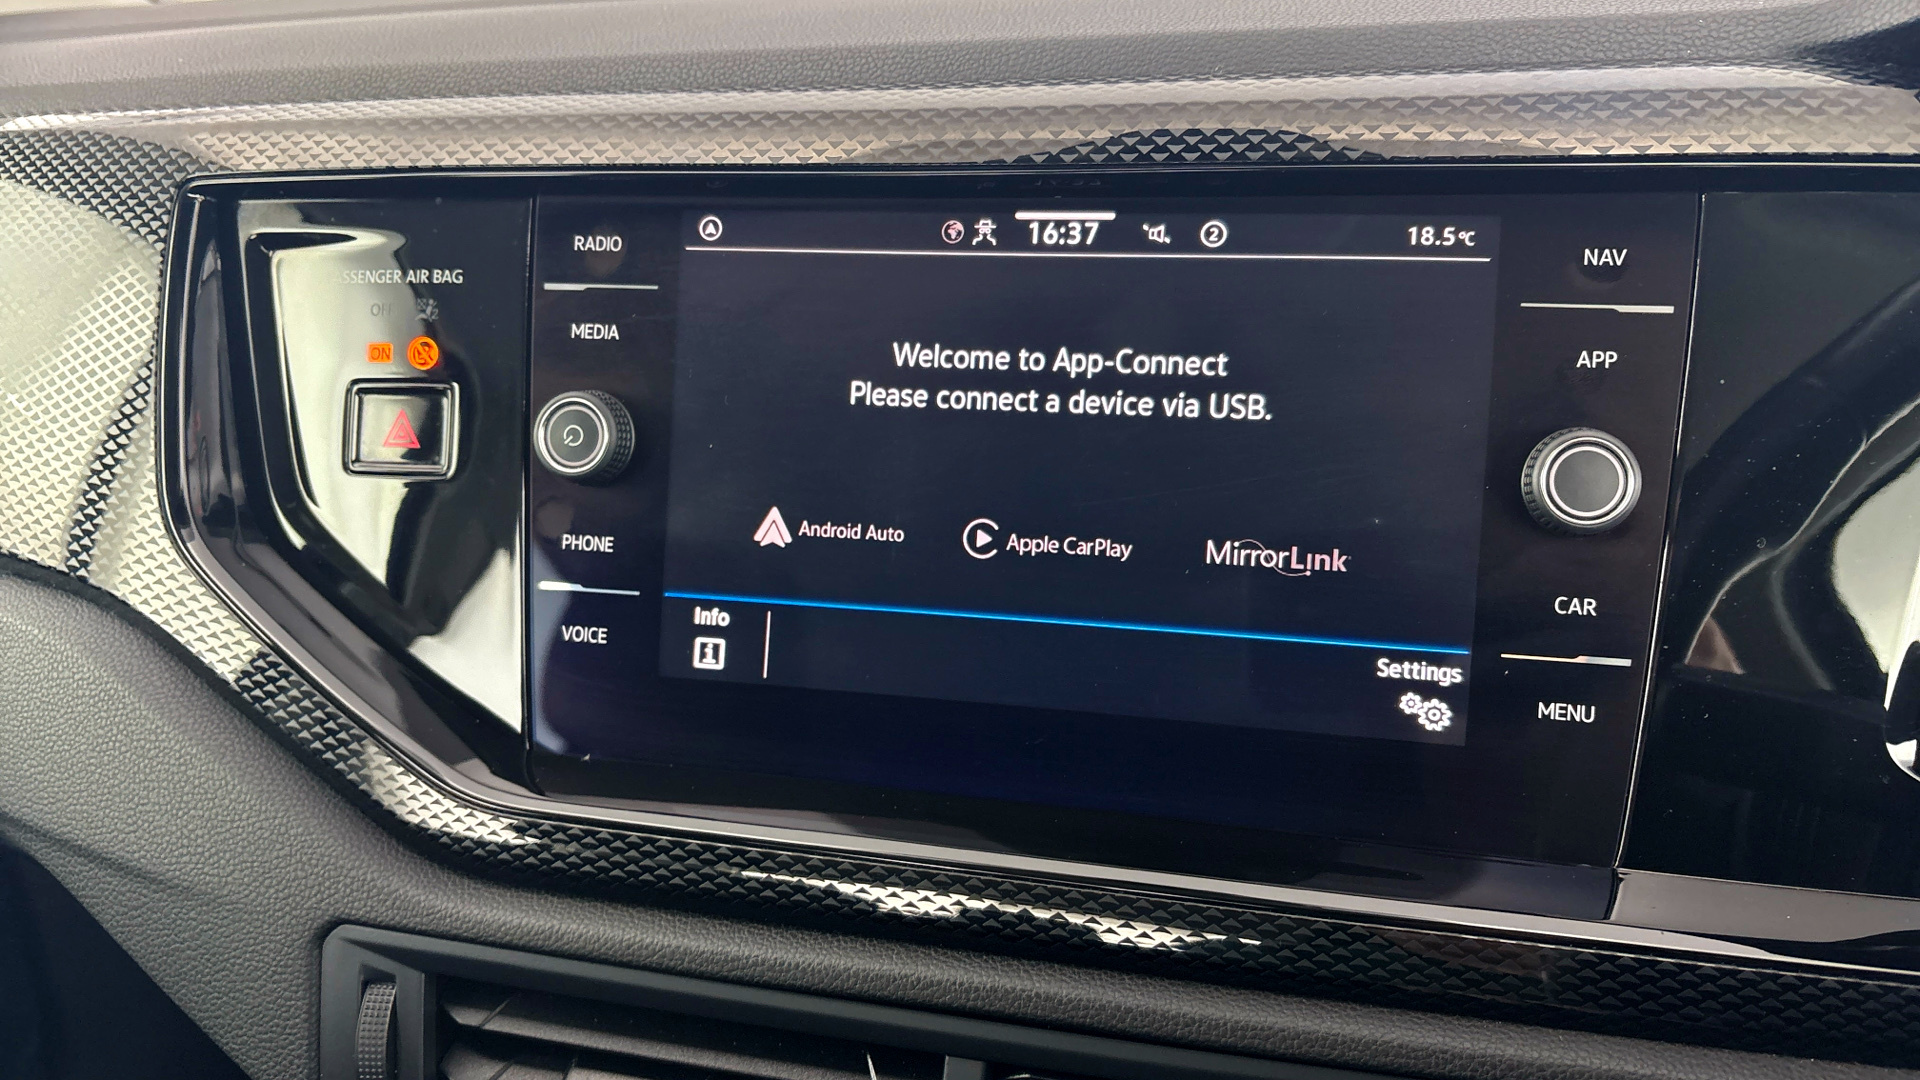 RADIO
MEDIA
PHONE
VOICE
AIR BAG
OFF
ON
16:37
2
18.5°C
Welcome to App-Connect
Please connect a device via USB.
Android Auto
Apple CarPlay
MirrorLink
Info
i
Settings
NAV
APP
CAR
MENU